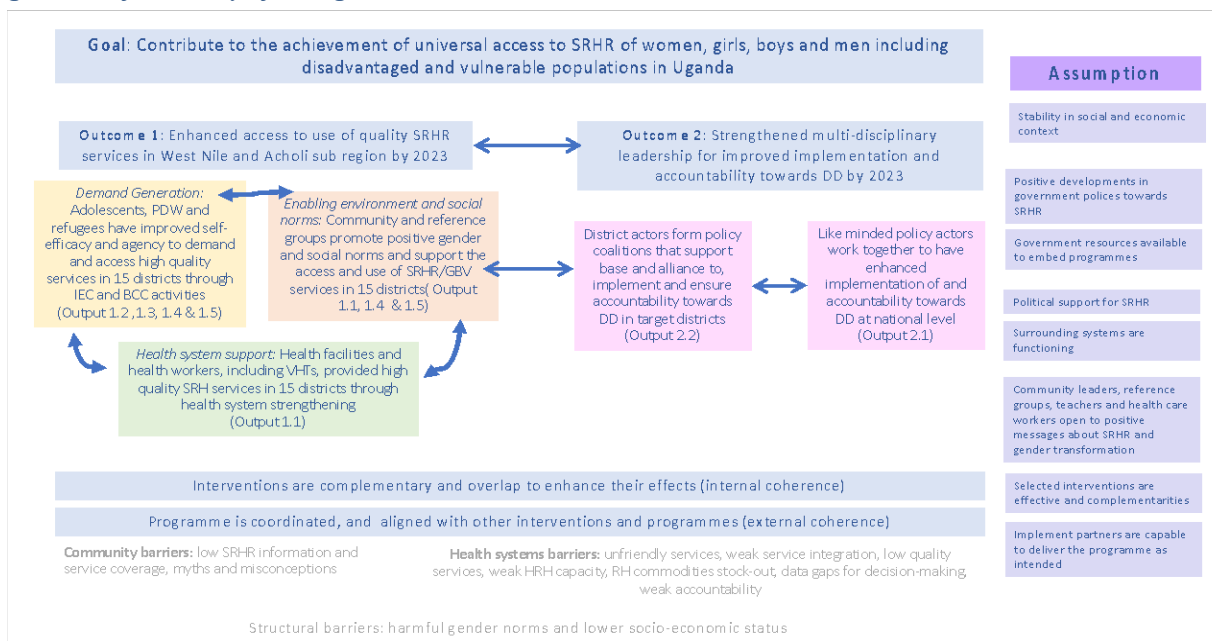 Goal: Contribute to the achievement of universal access to SRHR of women, girls, boys and men including
disadvantaged and vulnerable populations in Uganda
Outcome 1: Enhanced access to use of quality SRHR
services in West Nile and Acholi sub region by 2023
Outcome 2: Strengthened multi-disciplinary
leadership for improved implementation and
accountability towards DD by 2023
Demand Generation:
Adolescents, PDW and
refugees have improved self-
efficacy and agency to demand
and access high quality
services in 15 districts through
IEC and BCC activities
(Output 1.2 ,1.3, 1.4 & 1.5)
Enabling environment and social
norms: Community and reference
groups promote positive gender
and social norms and support the
access and use of SRHR/GBV
services in 15 districts( Output
1.1, 1.4 & 1.5)
Health system support: Health facilities and
health workers, including VHTs, provided high
quality SRH services in 15 districts through
health system strengthening
(Output 1.1)
District actors form policy
coalitions that support
base and alliance to,
implement and ensure
accountability towards
DD in target districts
(Output 2.2)
Like minded policy actors
work together to have
enhanced
implementation of and
accountability towards
DD at national level
(Output 2.1)
Interventions are complementary and overlap to enhance their effects (internal coherence)
Programme is coordinated, and aligned with other interventions and programmes (external coherence)
Community barriers: low SRHR information and
service coverage, myths and misconceptions
Health systems barriers: unfriendly services, weak service integration, low quality
services, weak HRH capacity, RH commodities stock-out, data gaps for decision-making,
weak accountability
Structural barriers: harmful gender norms and lower socio-economic status
Assumption
Stability in social and economic
context
Positive developments in
government polices towards
SRHR
Government resources available
to embed programmes
Political support for SRHR
Surrounding systems are
functioning
Community leaders, reference
groups, teachers and health care
workers open to positive
messages about SRHR and
gender transformation
Selected interventions are
effective and complementarities
Implement partners are capable
to deliver the programme as
intended